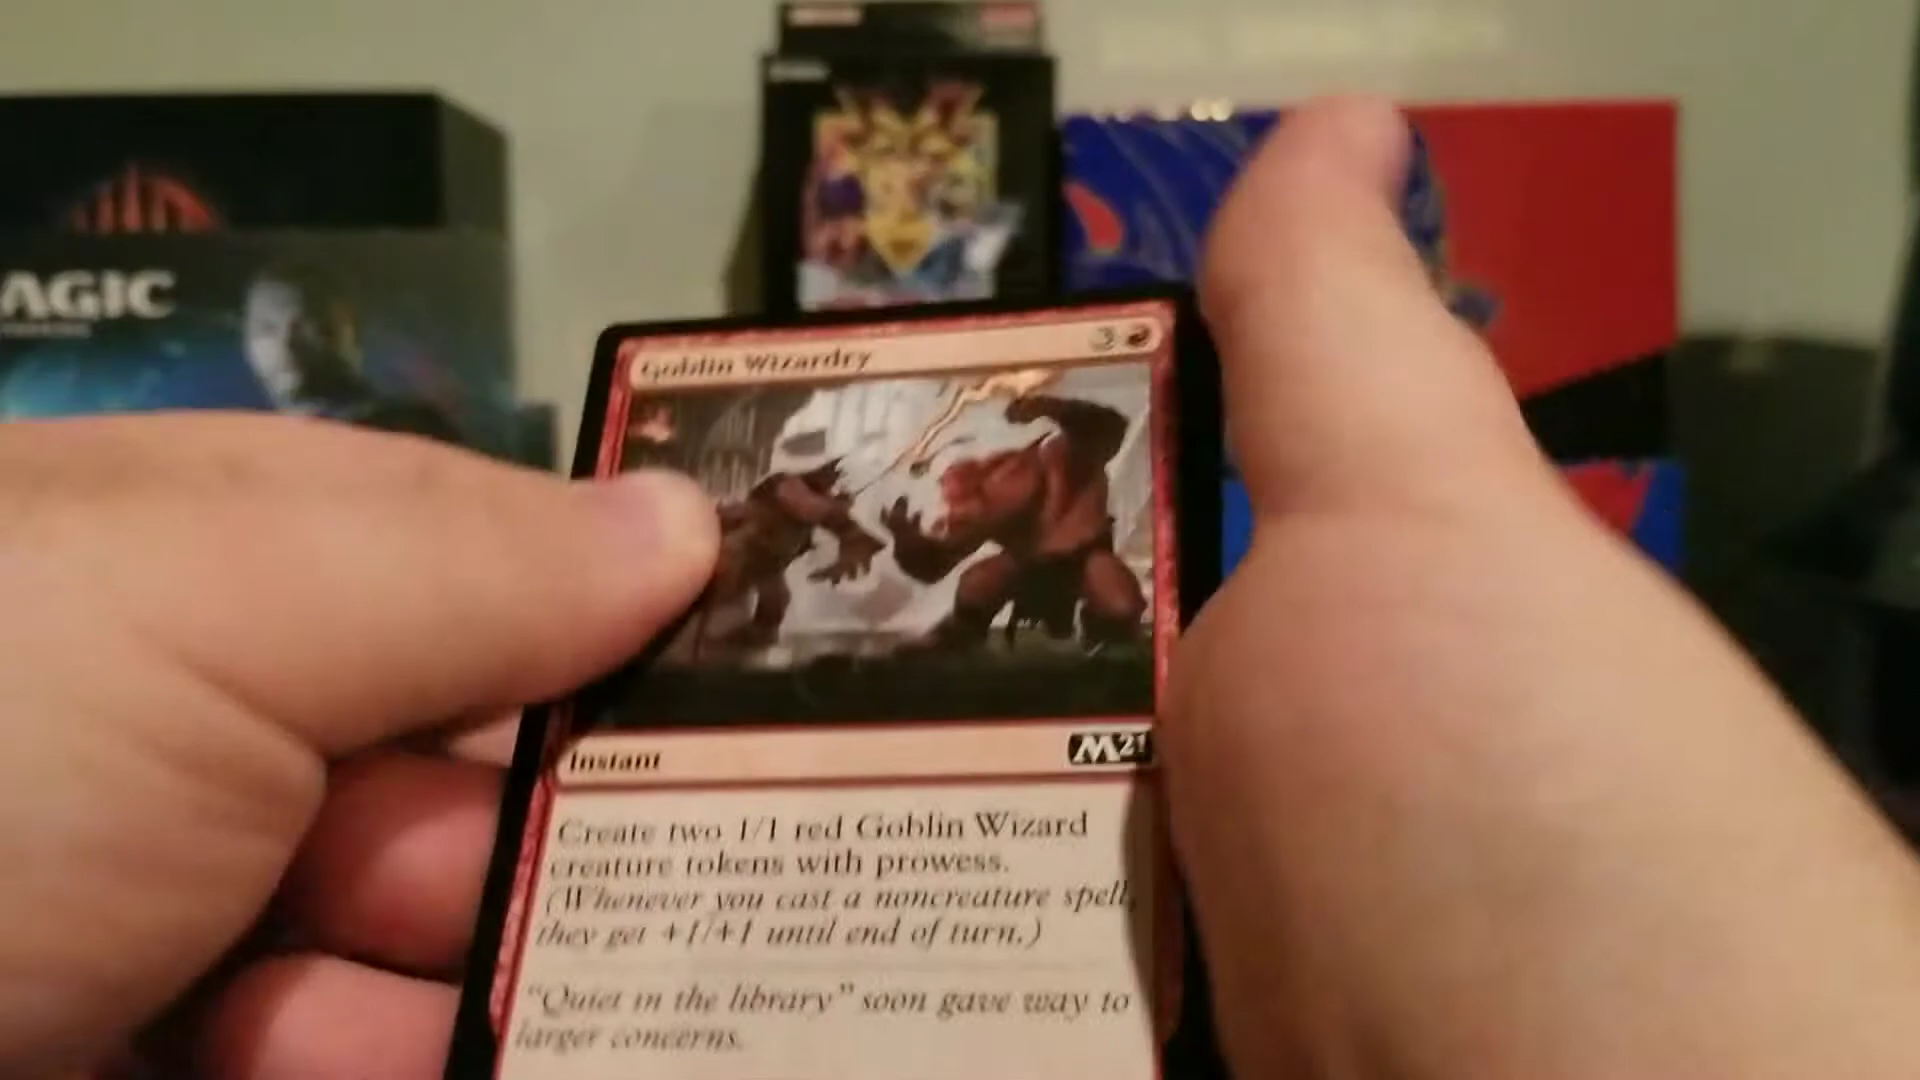 AGIC
Goblin Wizardry 3
Instant
M21
Create two 1/1 red Goblin Wizard
creature tokens with prowess.
(Whenever you cast a noncreature spell,
they get +1/+1 until end of turn.)
"Quiet in the library" soon gave way to
larger concerns.